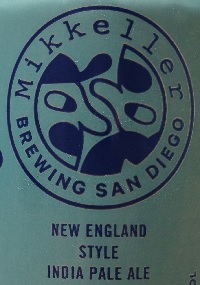 Mikkeller
BREWING SAN DIEGO
NEW ENGLAND
STYLE
INDIA PALE ALE